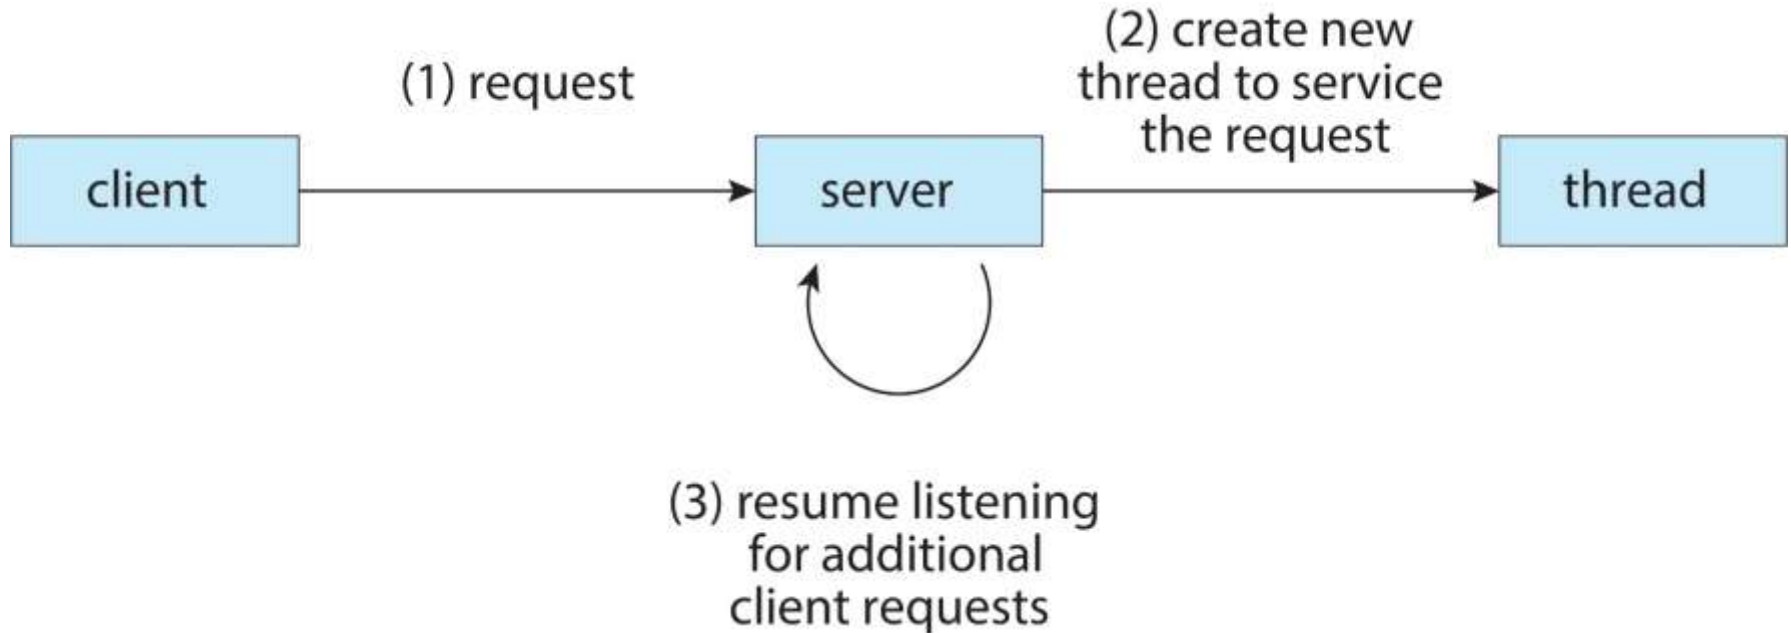 (1) request
(2) create new
thread to service
the request
client
server
thread
(3) resume listening
for additional
client requests